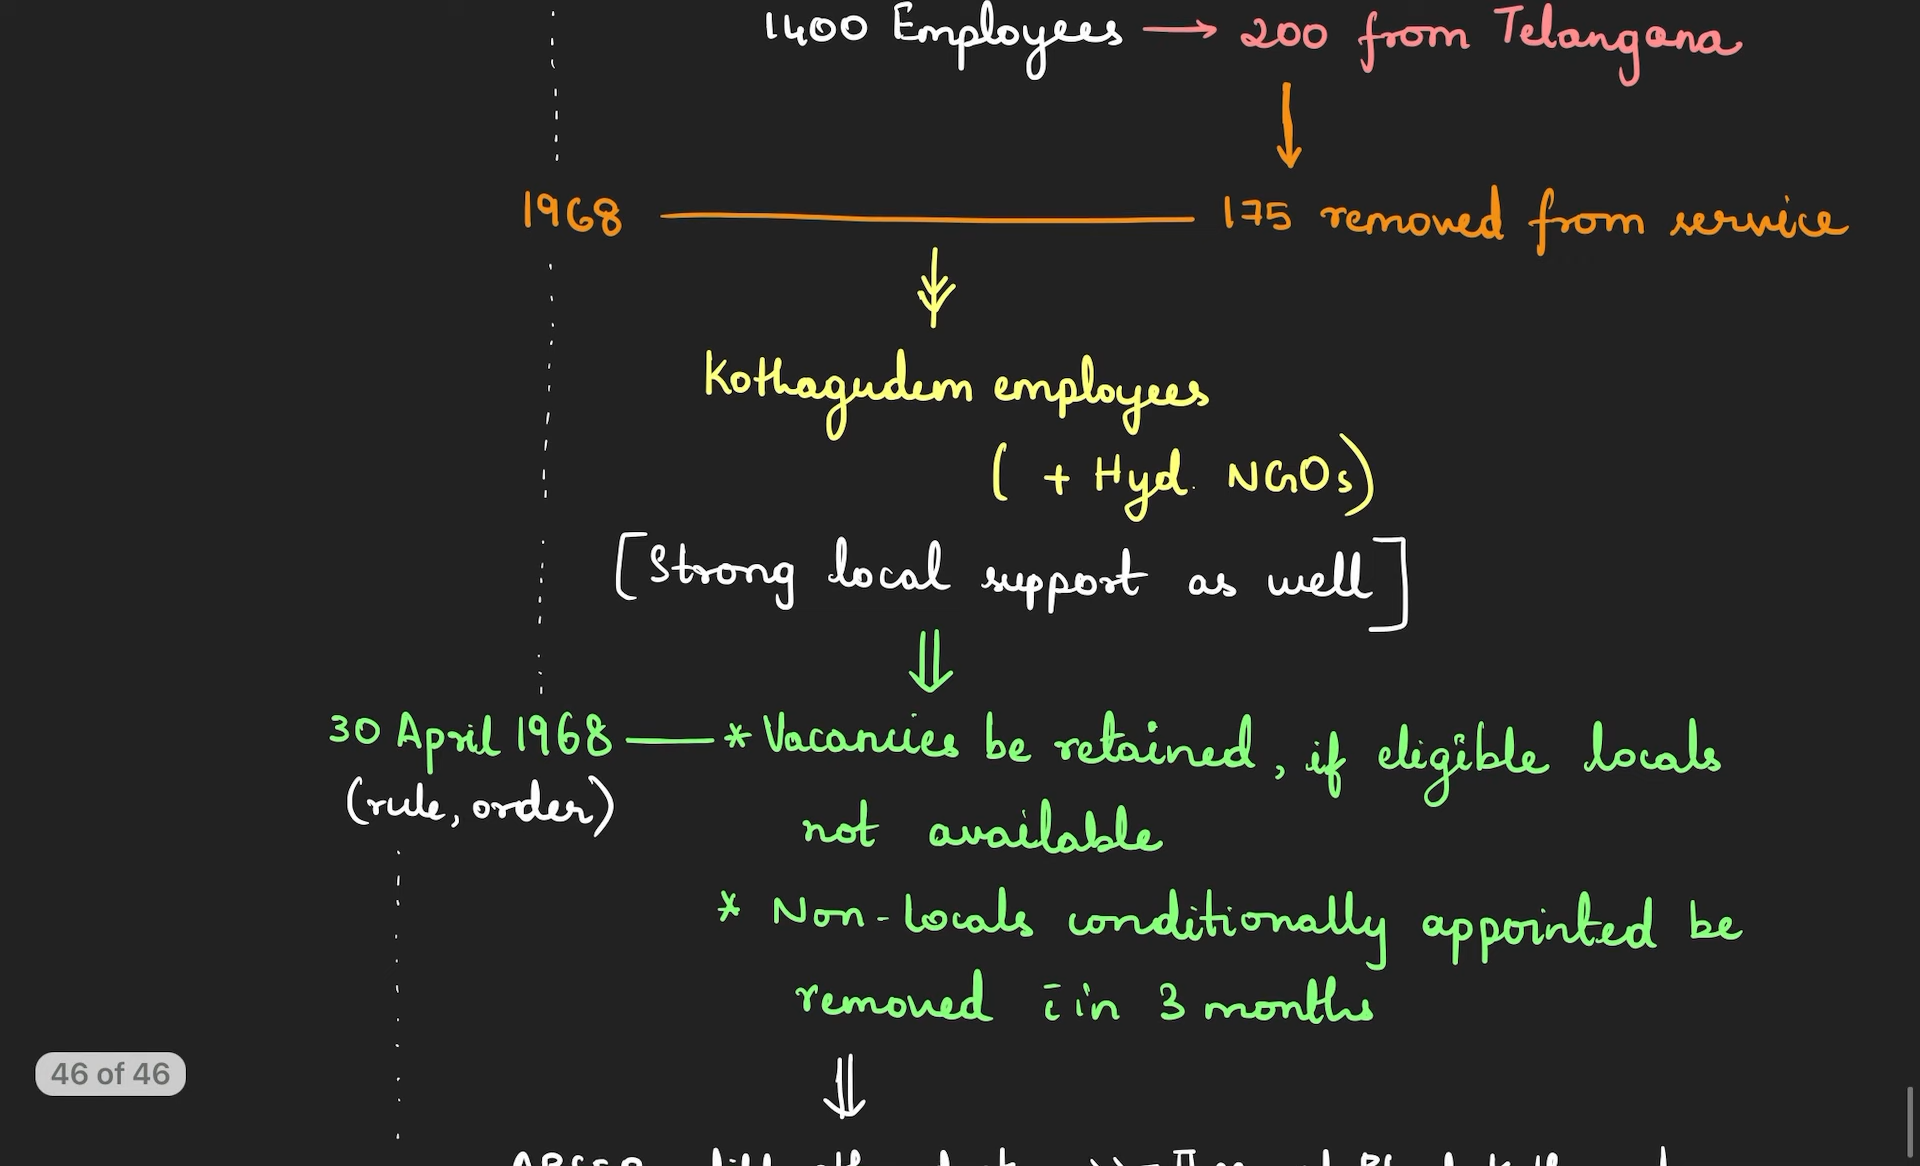 1400 Employees → 200 from Telangana
1968 — 175 removed from service
Kothagudem employees
( + Hyd. NGOs)
[Strong local support as well]
30 April 1968 — * Vacancies be retained, if eligible locals
(rule, order)
not available
* Non-locals conditionally appointed be
removed c̄ in 3 months
46 of 46